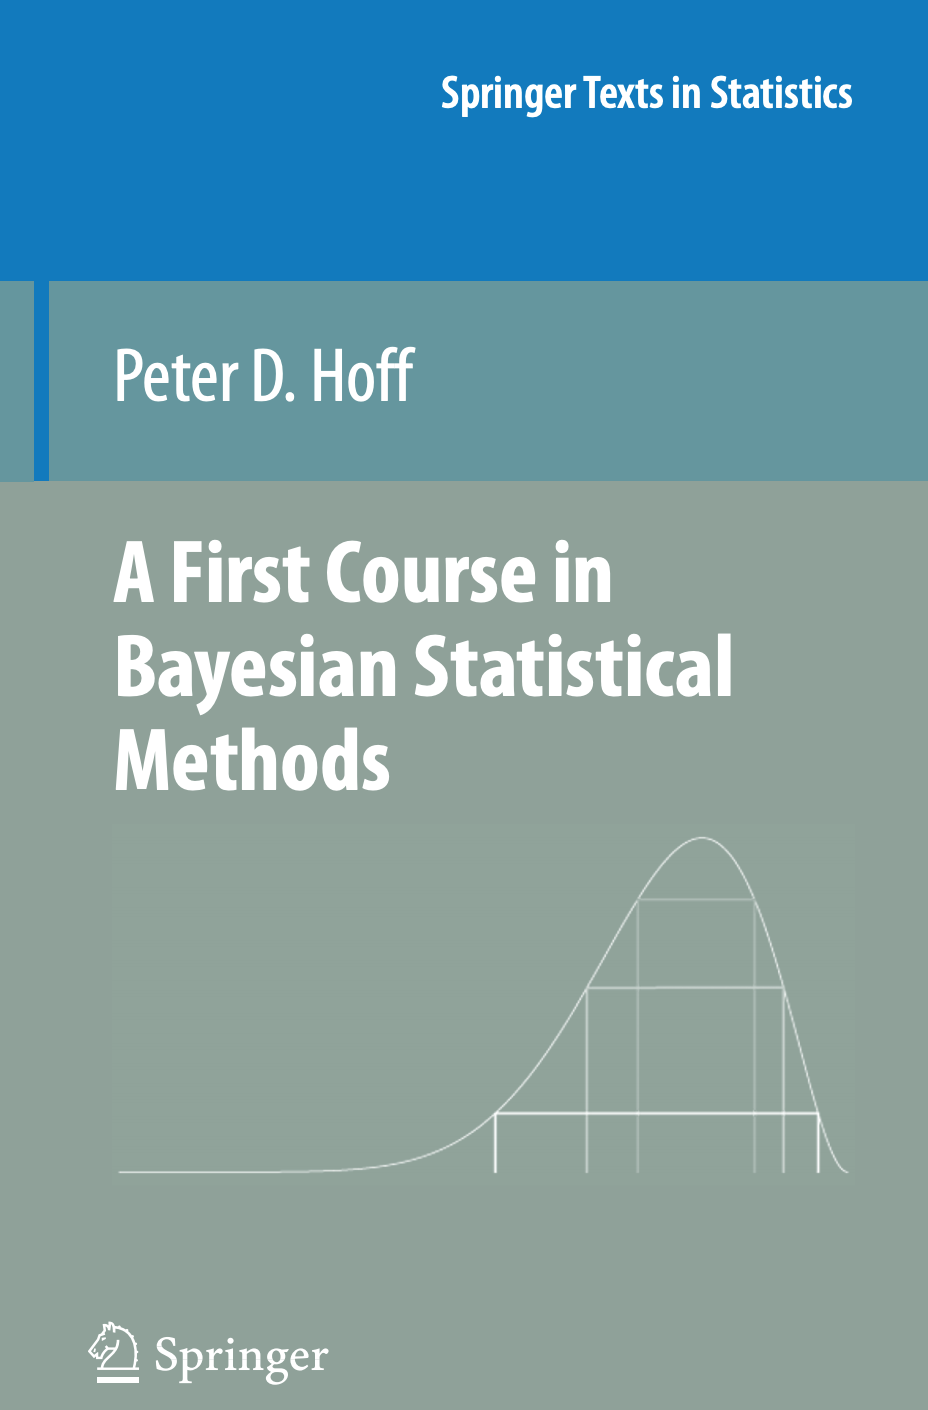 Springer Texts in Statistics
Peter D. Hoff
A First Course in
Bayesian Statistical
Methods
Springer